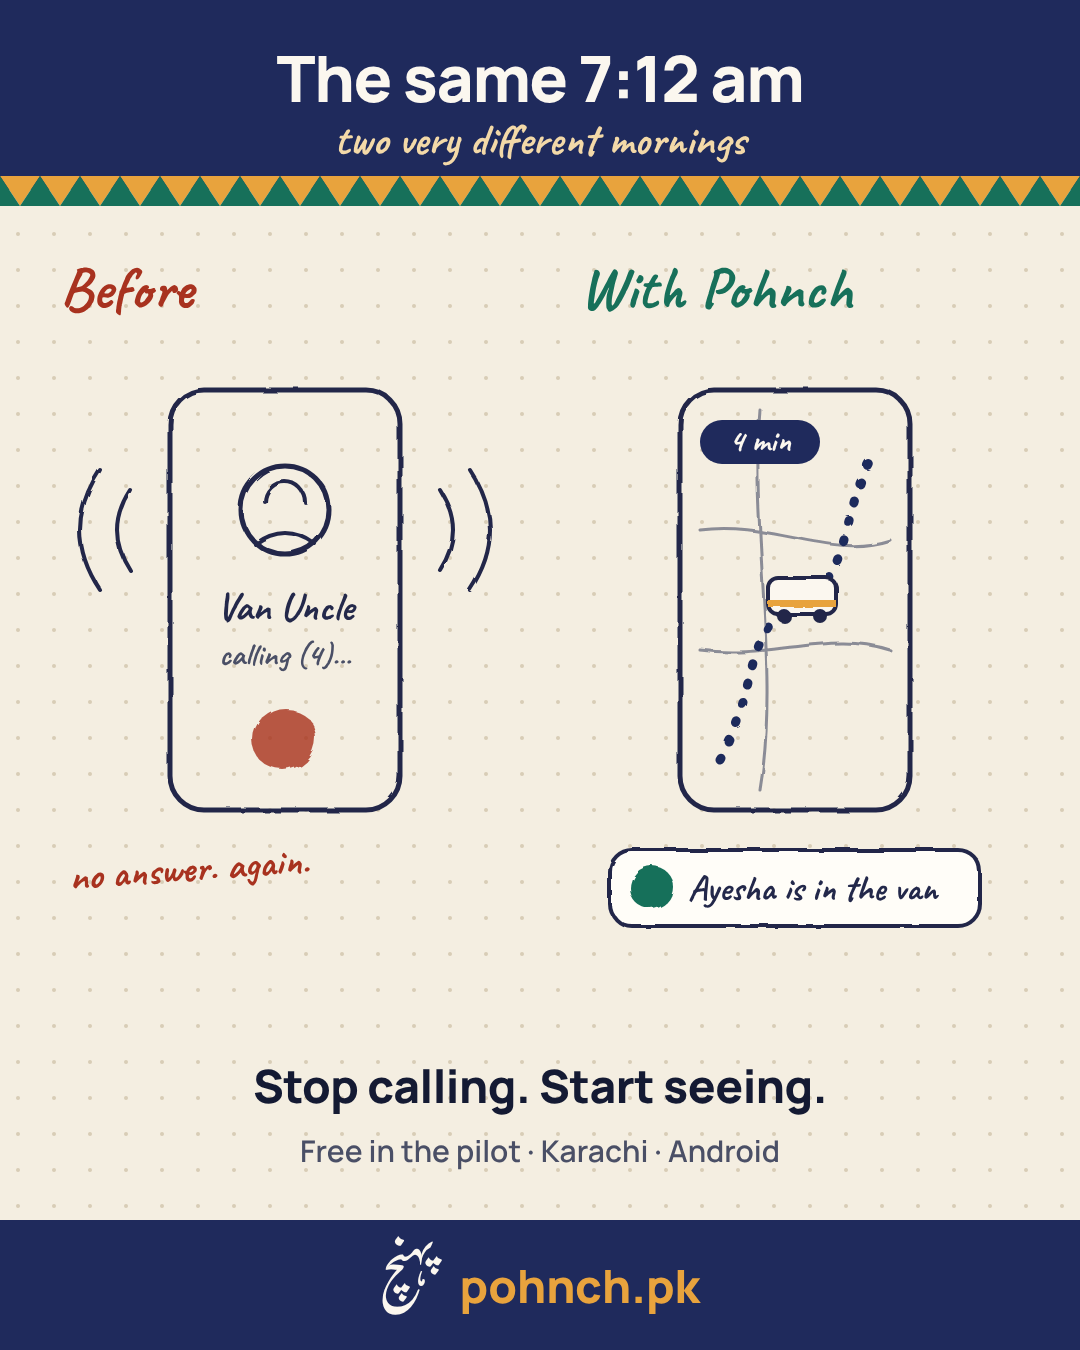 The same 7:12 am
two very different mornings
Before
Van Uncle
calling (4)...
no answer. again.
With Pohnch
4 min
Ayesha is in the van
Stop calling. Start seeing.
Free in the pilot · Karachi · Android
پہنچ pohnch.pk